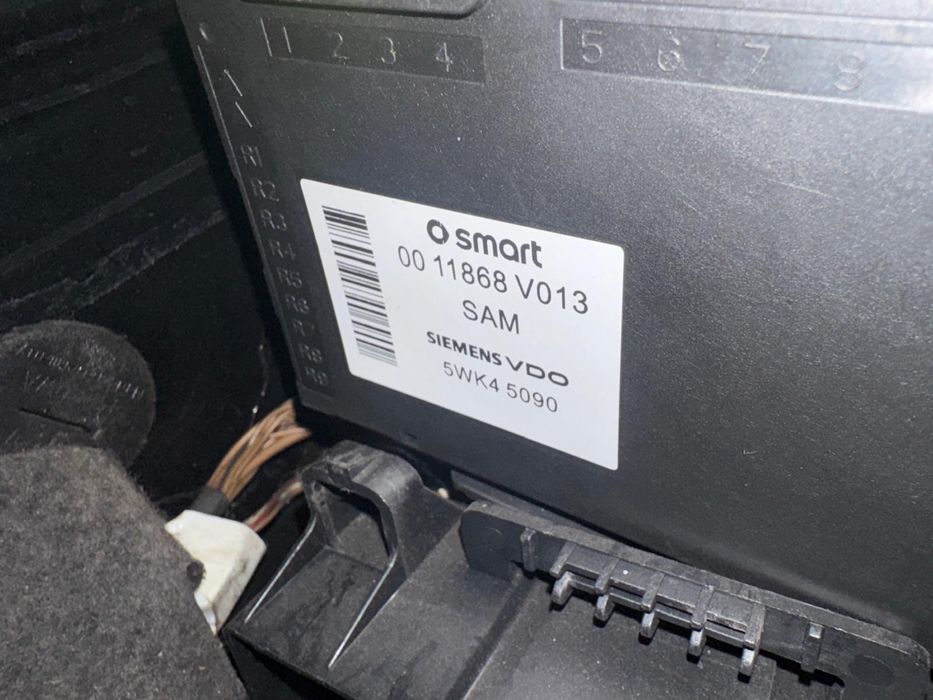 1 2 3 4 5 6 7 8
R1
R2
R3
R4
R5
R6
R7
R8
R9
smart
00 11868 V013
SAM
SIEMENS VDO
5WK4 5090